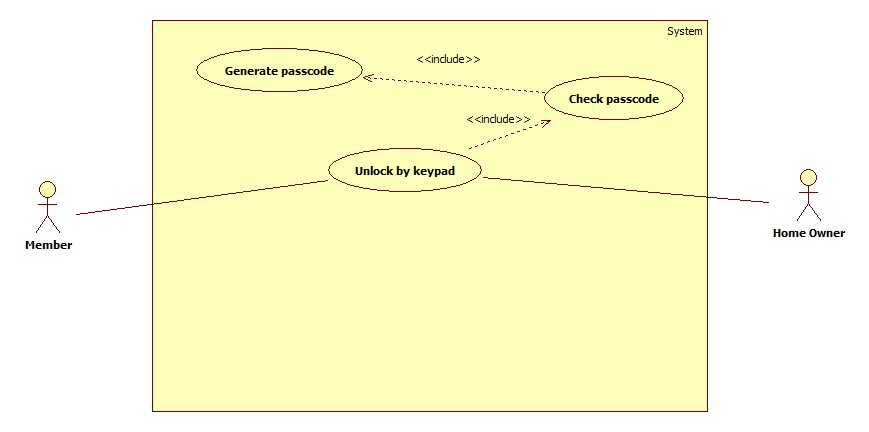 System
<<include>>
Generate passcode
Check passcode
<<include>>
Unlock by keypad
Home Owner
Member